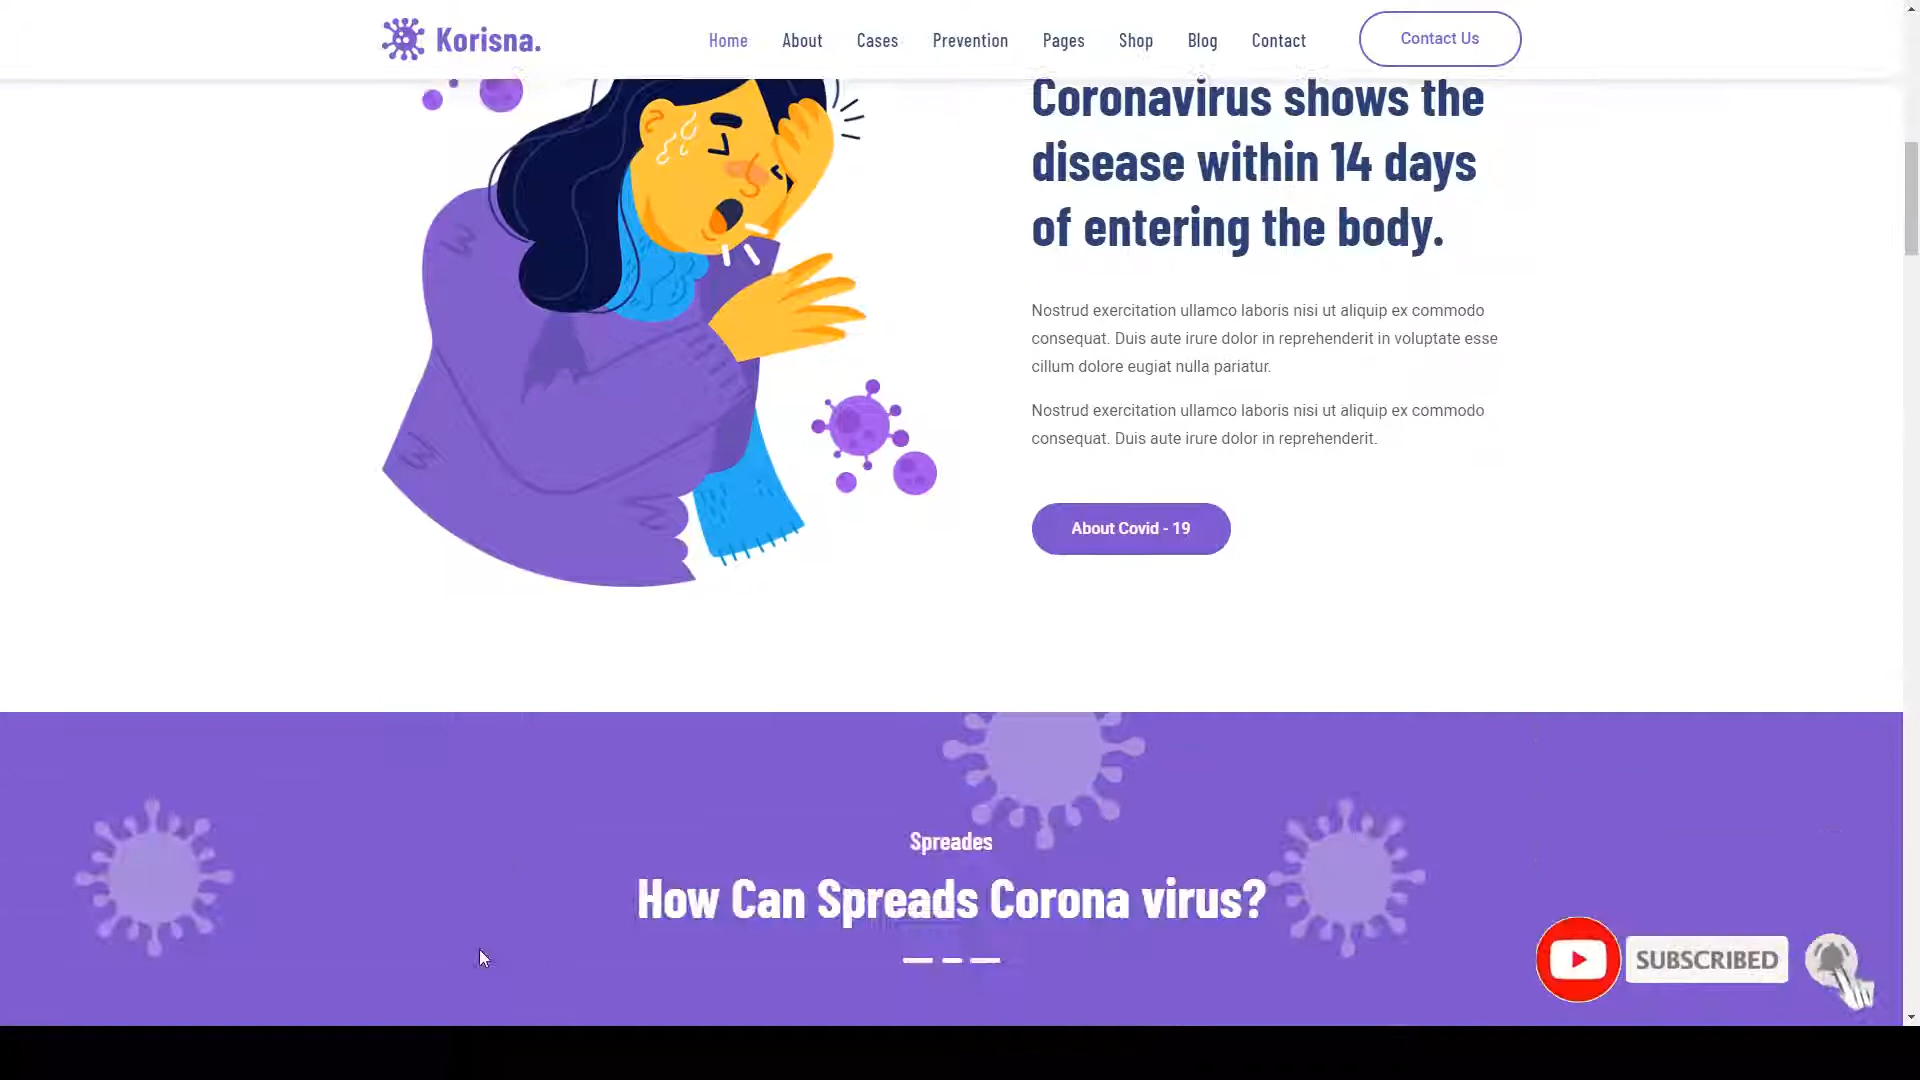 Korisna.
Home About Cases Prevention Pages Shop Blog Contact Contact Us
Coronavirus shows the
disease within 14 days
of entering the body.
Nostrud exercitation ullamco laboris nisi ut aliquip ex commodo
consequat. Duis aute irure dolor in reprehenderit in voluptate esse
cillum dolore eugiat nulla pariatur.
Nostrud exercitation ullamco laboris nisi ut aliquip ex commodo
consequat. Duis aute irure dolor in reprehenderit.
About Covid - 19
Spreades
How Can Spreads Corona virus?
SUBSCRIBED